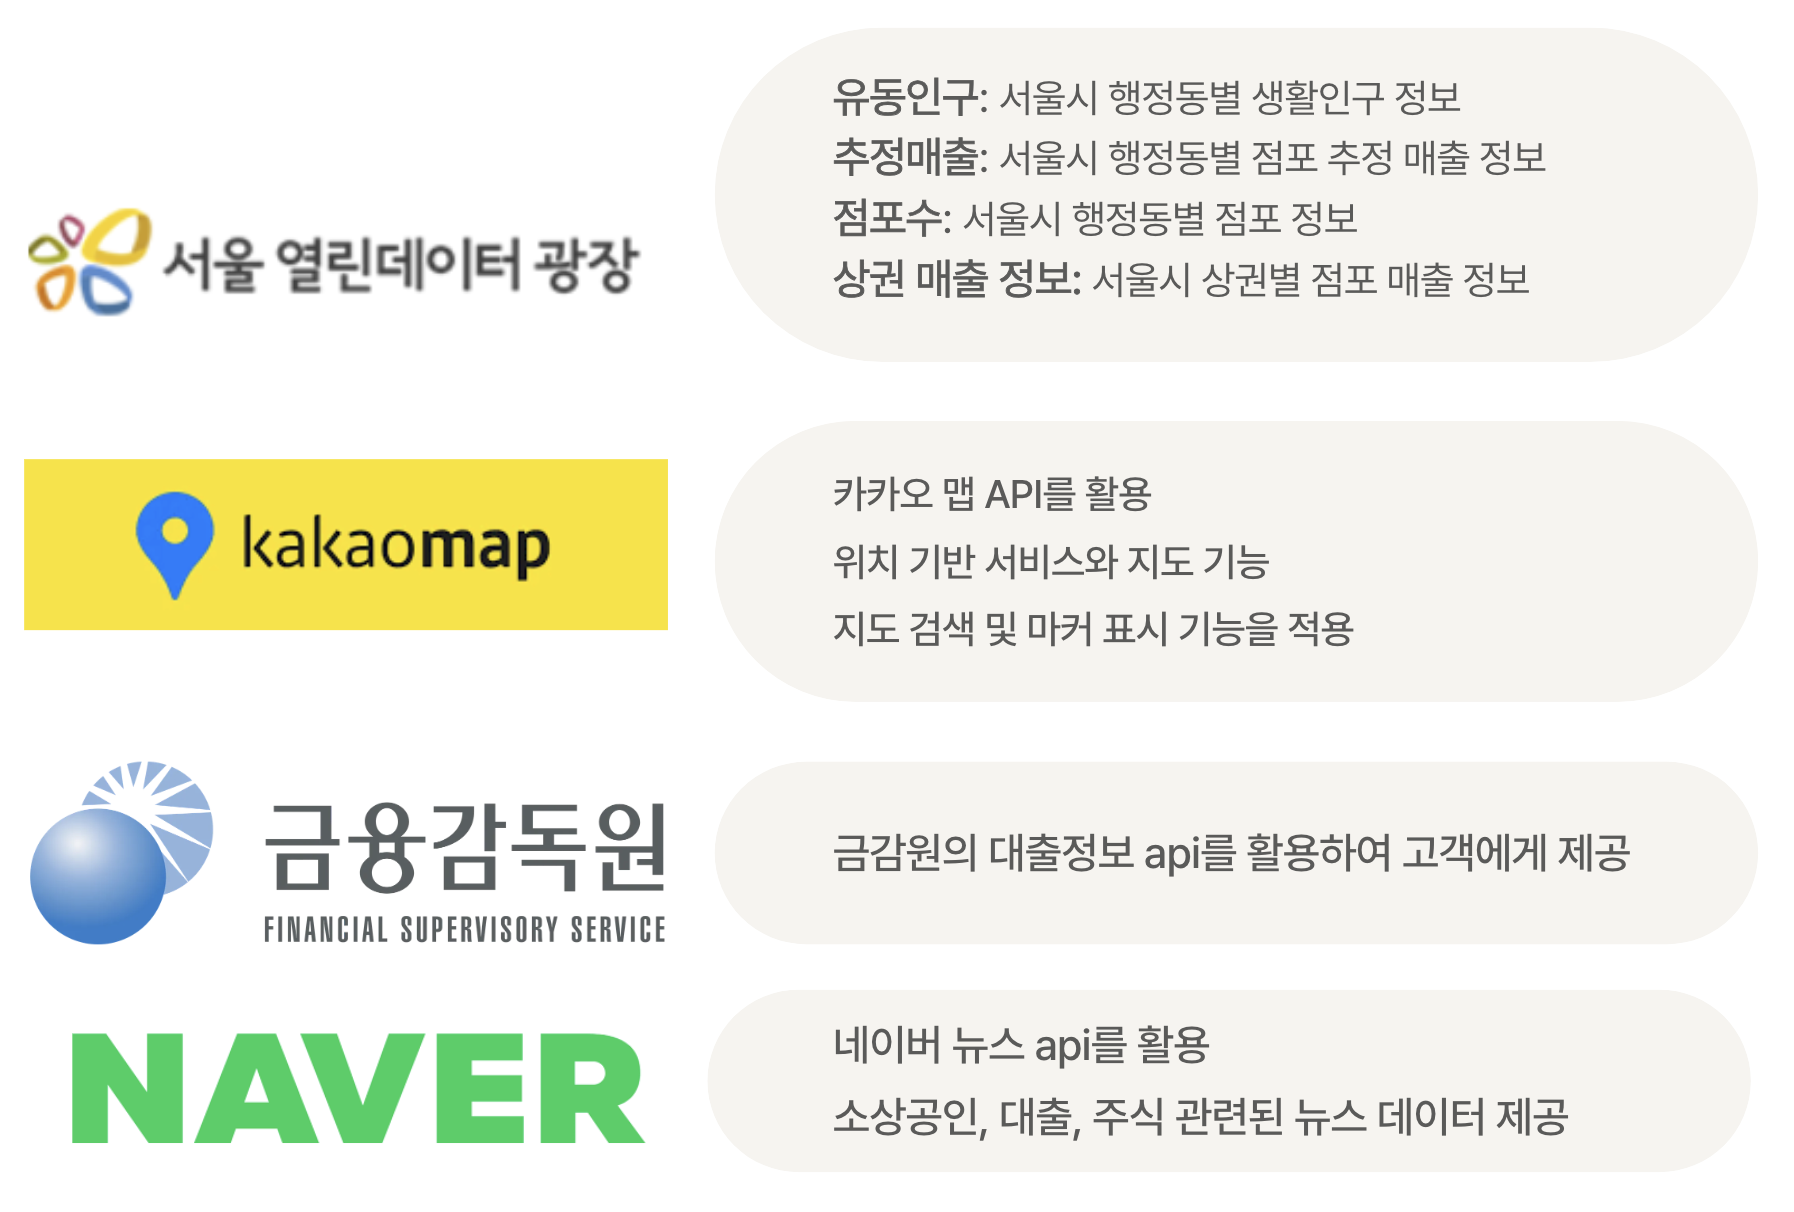 서울 열린데이터 광장
유동인구: 서울시 행정동별 생활인구 정보
추정매출: 서울시 행정동별 점포 추정 매출 정보
점포수: 서울시 행정동별 점포 정보
상권 매출 정보: 서울시 상권별 점포 매출 정보
kakaomap
카카오 맵 API를 활용
위치 기반 서비스와 지도 기능
지도 검색 및 마커 표시 기능을 적용
금융감독원
FINANCIAL SUPERVISORY SERVICE
금감원의 대출정보 api를 활용하여 고객에게 제공
NAVER
네이버 뉴스 api를 활용
소상공인, 대출, 주식 관련된 뉴스 데이터 제공